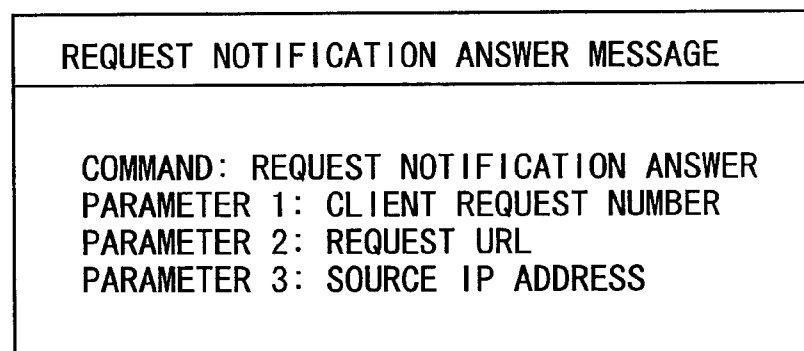 REQUEST NOTIFICATION ANSWER MESSAGE
COMMAND: REQUEST NOTIFICATION ANSWER
PARAMETER 1: CLIENT REQUEST NUMBER
PARAMETER 2: REQUEST URL
PARAMETER 3: SOURCE IP ADDRESS